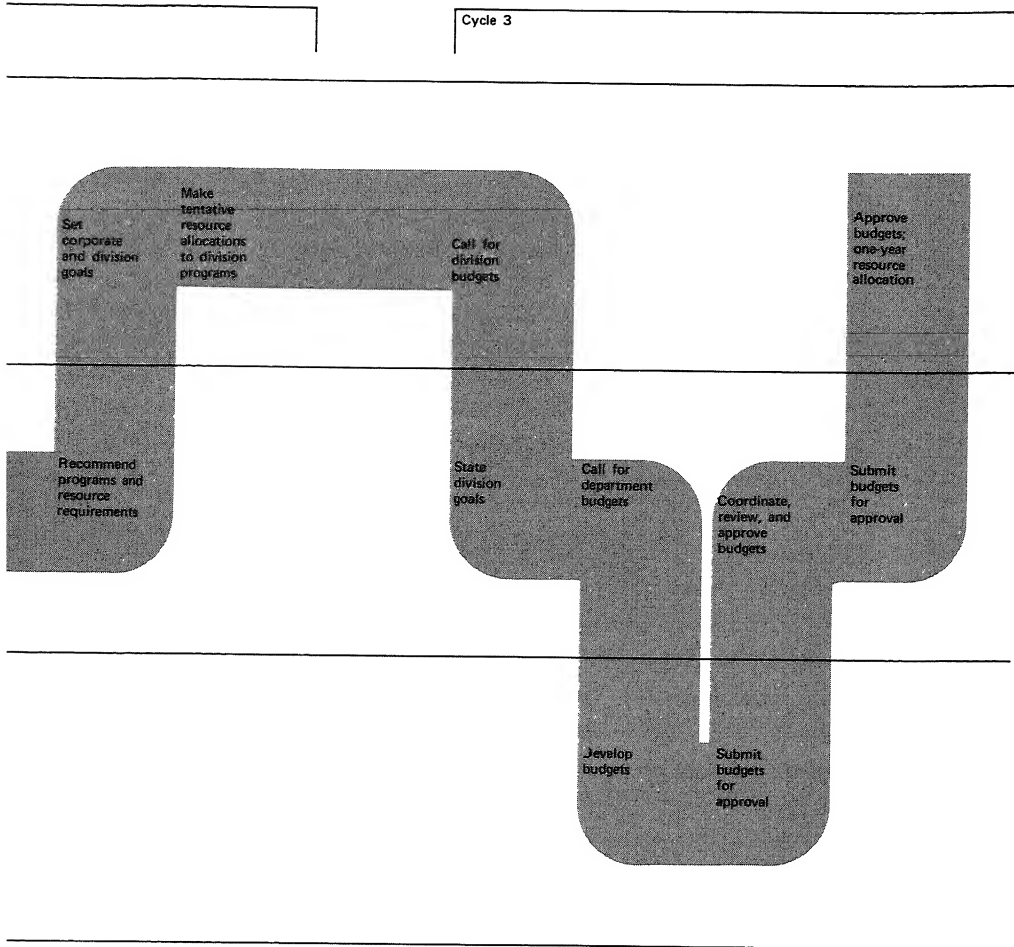 Cycle 3
Set
corporate
and division
goals
Make
tentative
resource
allocations
to division
programs
Call for
division
budgets
Approve
budgets;
one-year
resource
allocation
Recommend
programs and
resource
requirements
State
division
goals
Call for
department
budgets
Coordinate,
review, and
approve
budgets
Submit
budgets
for
approval
Develop
budgets
Submit
budgets
for
approval